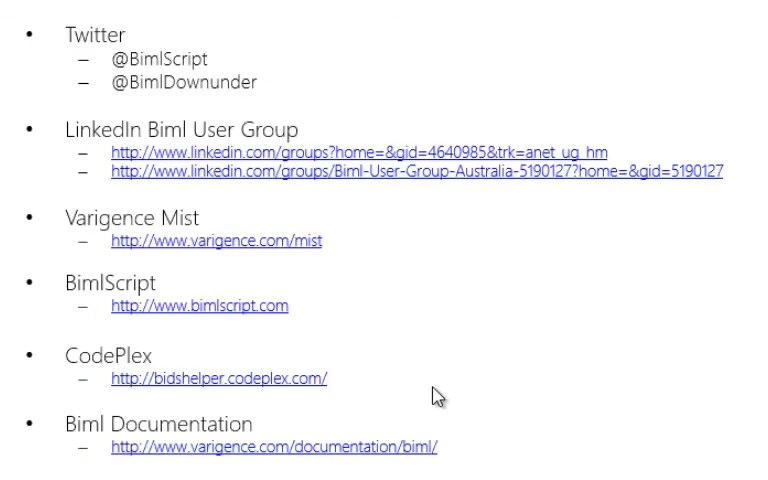 • Twitter
– @BimlScript
– @BimlDownunder
• LinkedIn Biml User Group
– http://www.linkedin.com/groups?home=&gid=4640985&trk=anet_ug_hm
– http://www.linkedin.com/groups/Biml-User-Group-Australia-5190127?home=&gid=5190127
• Varigence Mist
– http://www.varigence.com/mist
• BimlScript
– http://www.bimlscript.com
• CodePlex
– http://bidshelper.codeplex.com/
• Biml Documentation
– http://www.varigence.com/documentation/biml/